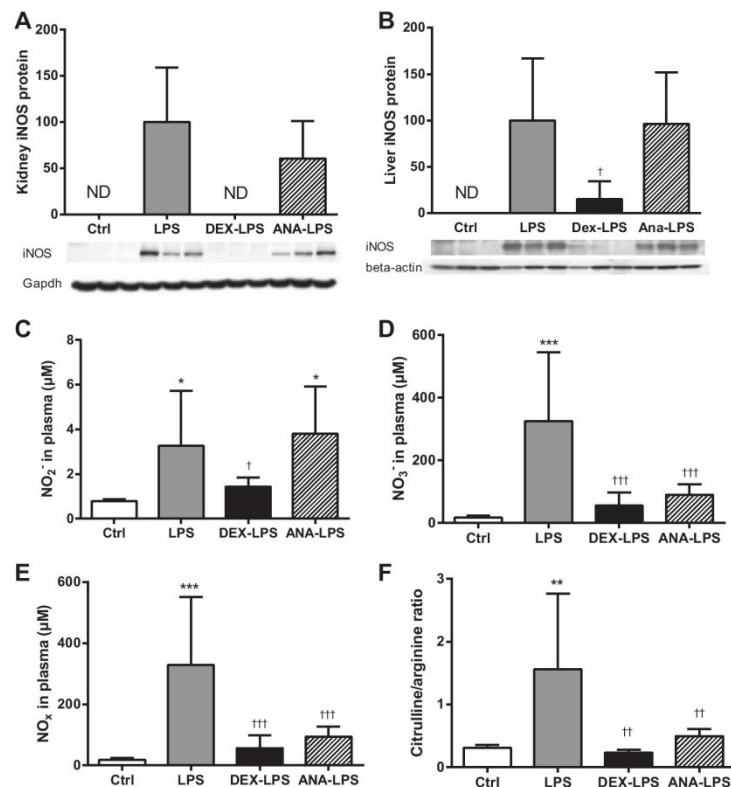 A
Kidney iNOS protein
200
150
100
50
0
ND
ND
Ctrl LPS DEX-LPS ANA-LPS
iNOS
Gapdh
B
Liver iNOS protein
200
150
100
50
0
ND
†
Ctrl LPS Dex-LPS Ana-LPS
iNOS
beta-actin
C
NO₂⁻ in plasma (µM)
8
6
4
2
0
*
†
*
Ctrl LPS DEX-LPS ANA-LPS
D
NO₃⁻ in plasma (µM)
600
400
200
0
***
†††
†††
Ctrl LPS DEX-LPS ANA-LPS
E
NOₓ in plasma (µM)
600
400
200
0
***
†††
†††
Ctrl LPS DEX-LPS ANA-LPS
F
Citrulline/arginine ratio
3
2
1
0
**
††
††
Ctrl LPS DEX-LPS ANA-LPS